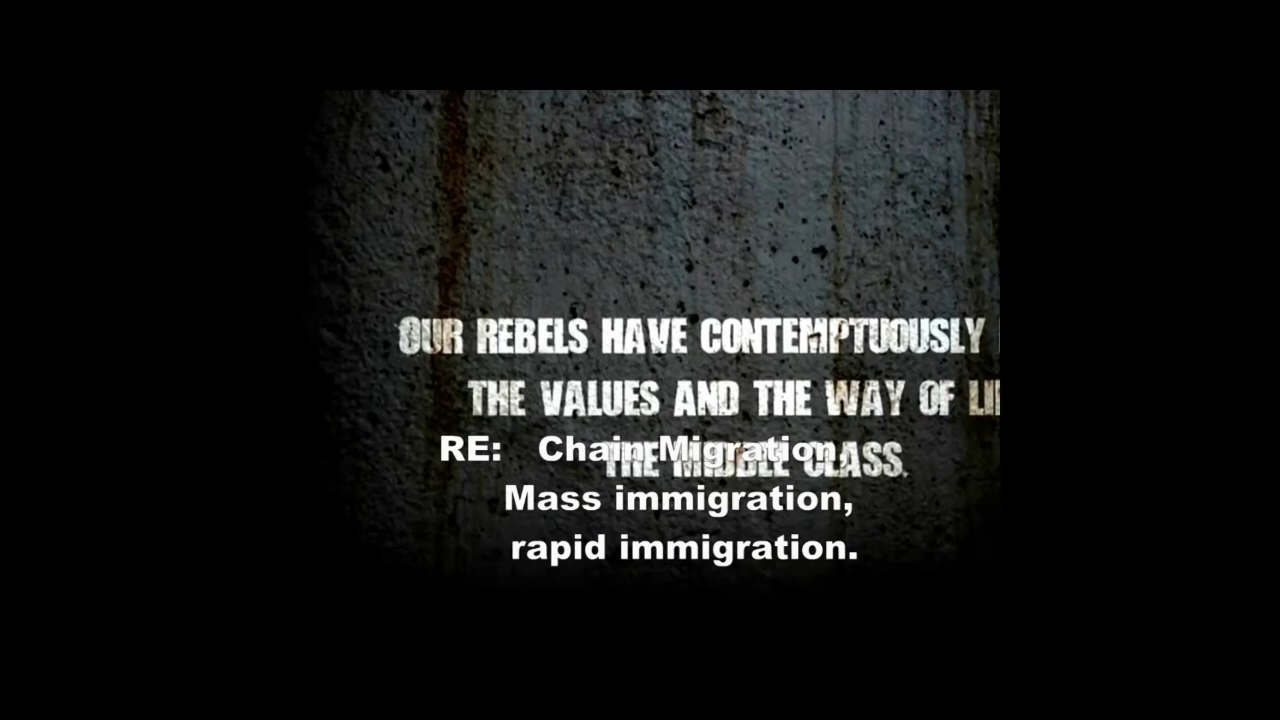 OUR REBELS HAVE CONTEMPTUOUSLY
THE VALUES AND THE WAY OF
RE: Chain Migration,
THE MIDDLE CLASS.
Mass immigration,
rapid immigration.